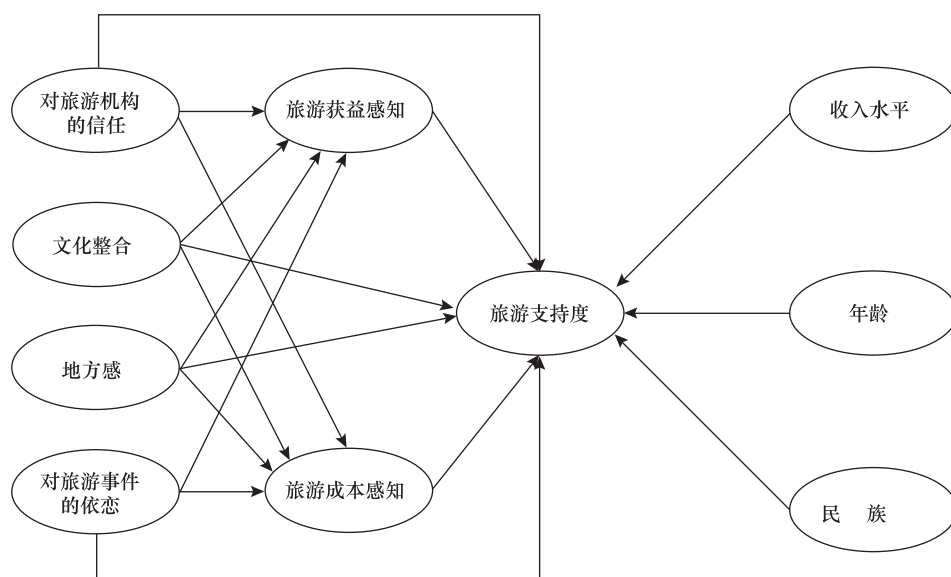 对旅游机构
的信任
旅游获益感知
收入水平
文化整合
旅游支持度
年龄
地方感
对旅游事件
的依恋
旅游成本感知
民 族